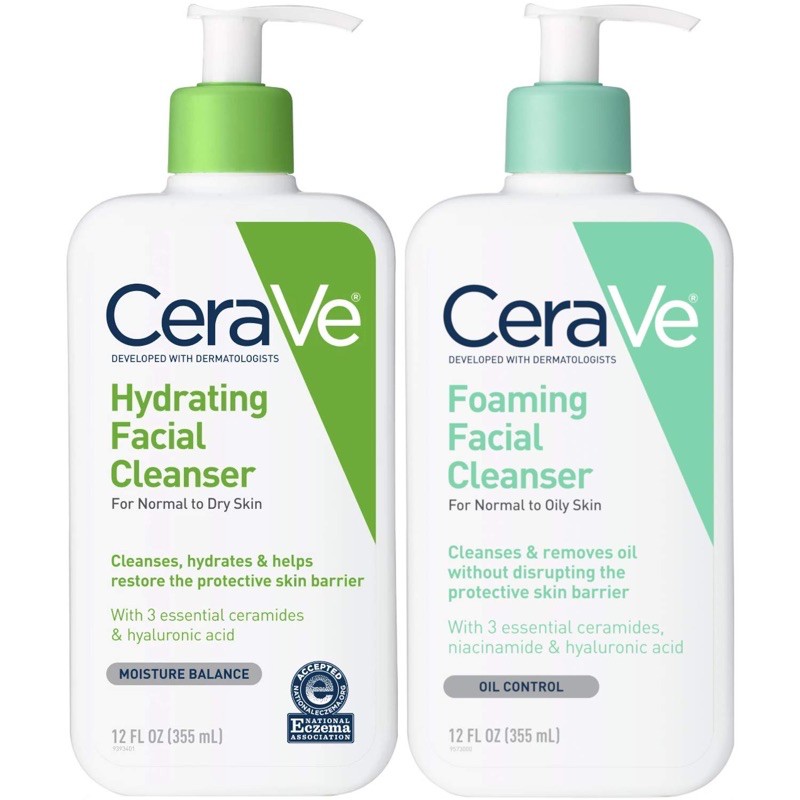 CeraVe®
DEVELOPED WITH DERMATOLOGISTS
Hydrating
Facial
Cleanser
For Normal to Dry Skin
Cleanses, hydrates & helps
restore the protective skin barrier
With 3 essential ceramides
& hyaluronic acid
MOISTURE BALANCE
ACCEPTED
NATIONALECZEMA.ORG
e
NATIONAL
Eczema
ASSOCIATION
12 FL OZ (355 mL)
CeraVe®
DEVELOPED WITH DERMATOLOGISTS
Foaming
Facial
Cleanser
For Normal to Oily Skin
Cleanses & removes oil
without disrupting the
protective skin barrier
With 3 essential ceramides,
niacinamide & hyaluronic acid
OIL CONTROL
12 FL OZ (355 mL)